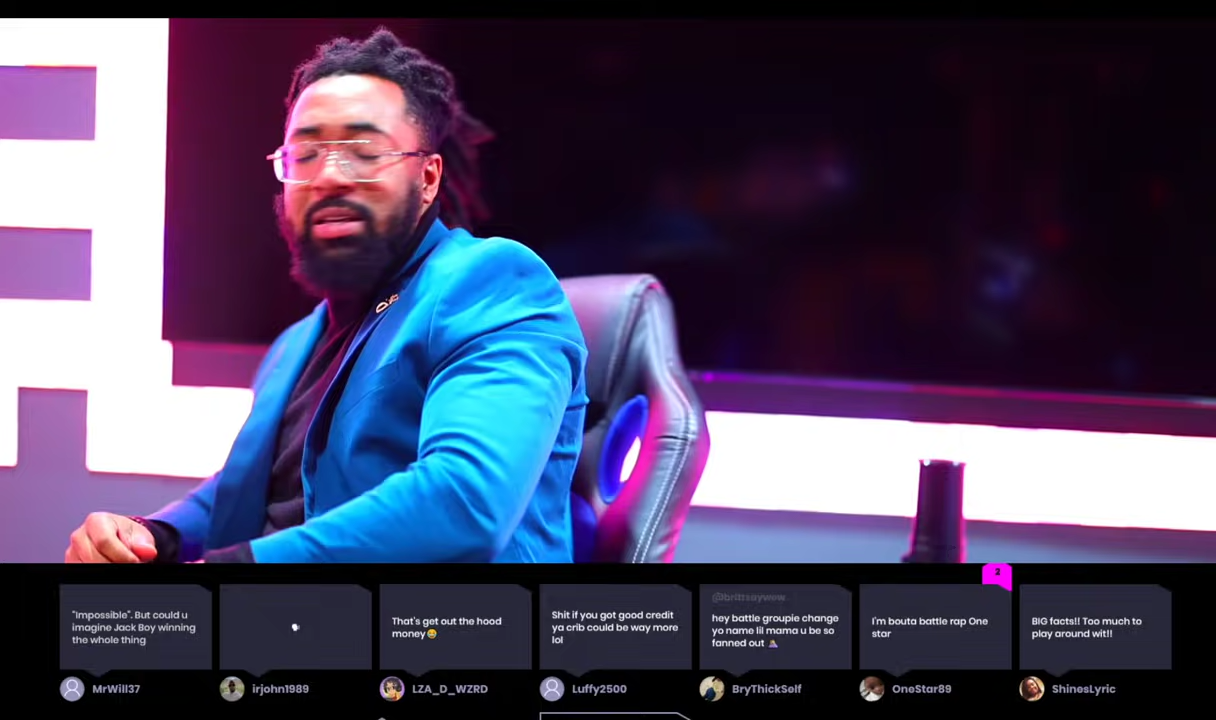 "Impossible". But could u
imagine Jack Boy winning
the whole thing
MrWill37
irjohn1989
That's get out the hood
money😂
LZA_D_WZRD
Shit if you got good credit
ya crib could be way more
lol
Luffy2500
@brittsaywow
hey battle groupie change
yo name lil mama u be so
fanned out 🤷🏾‍♀️
BryThickSelf
2
I'm bouta battle rap One
star
OneStar89
BIG facts!! Too much to
play around wit!!
ShinesLyric